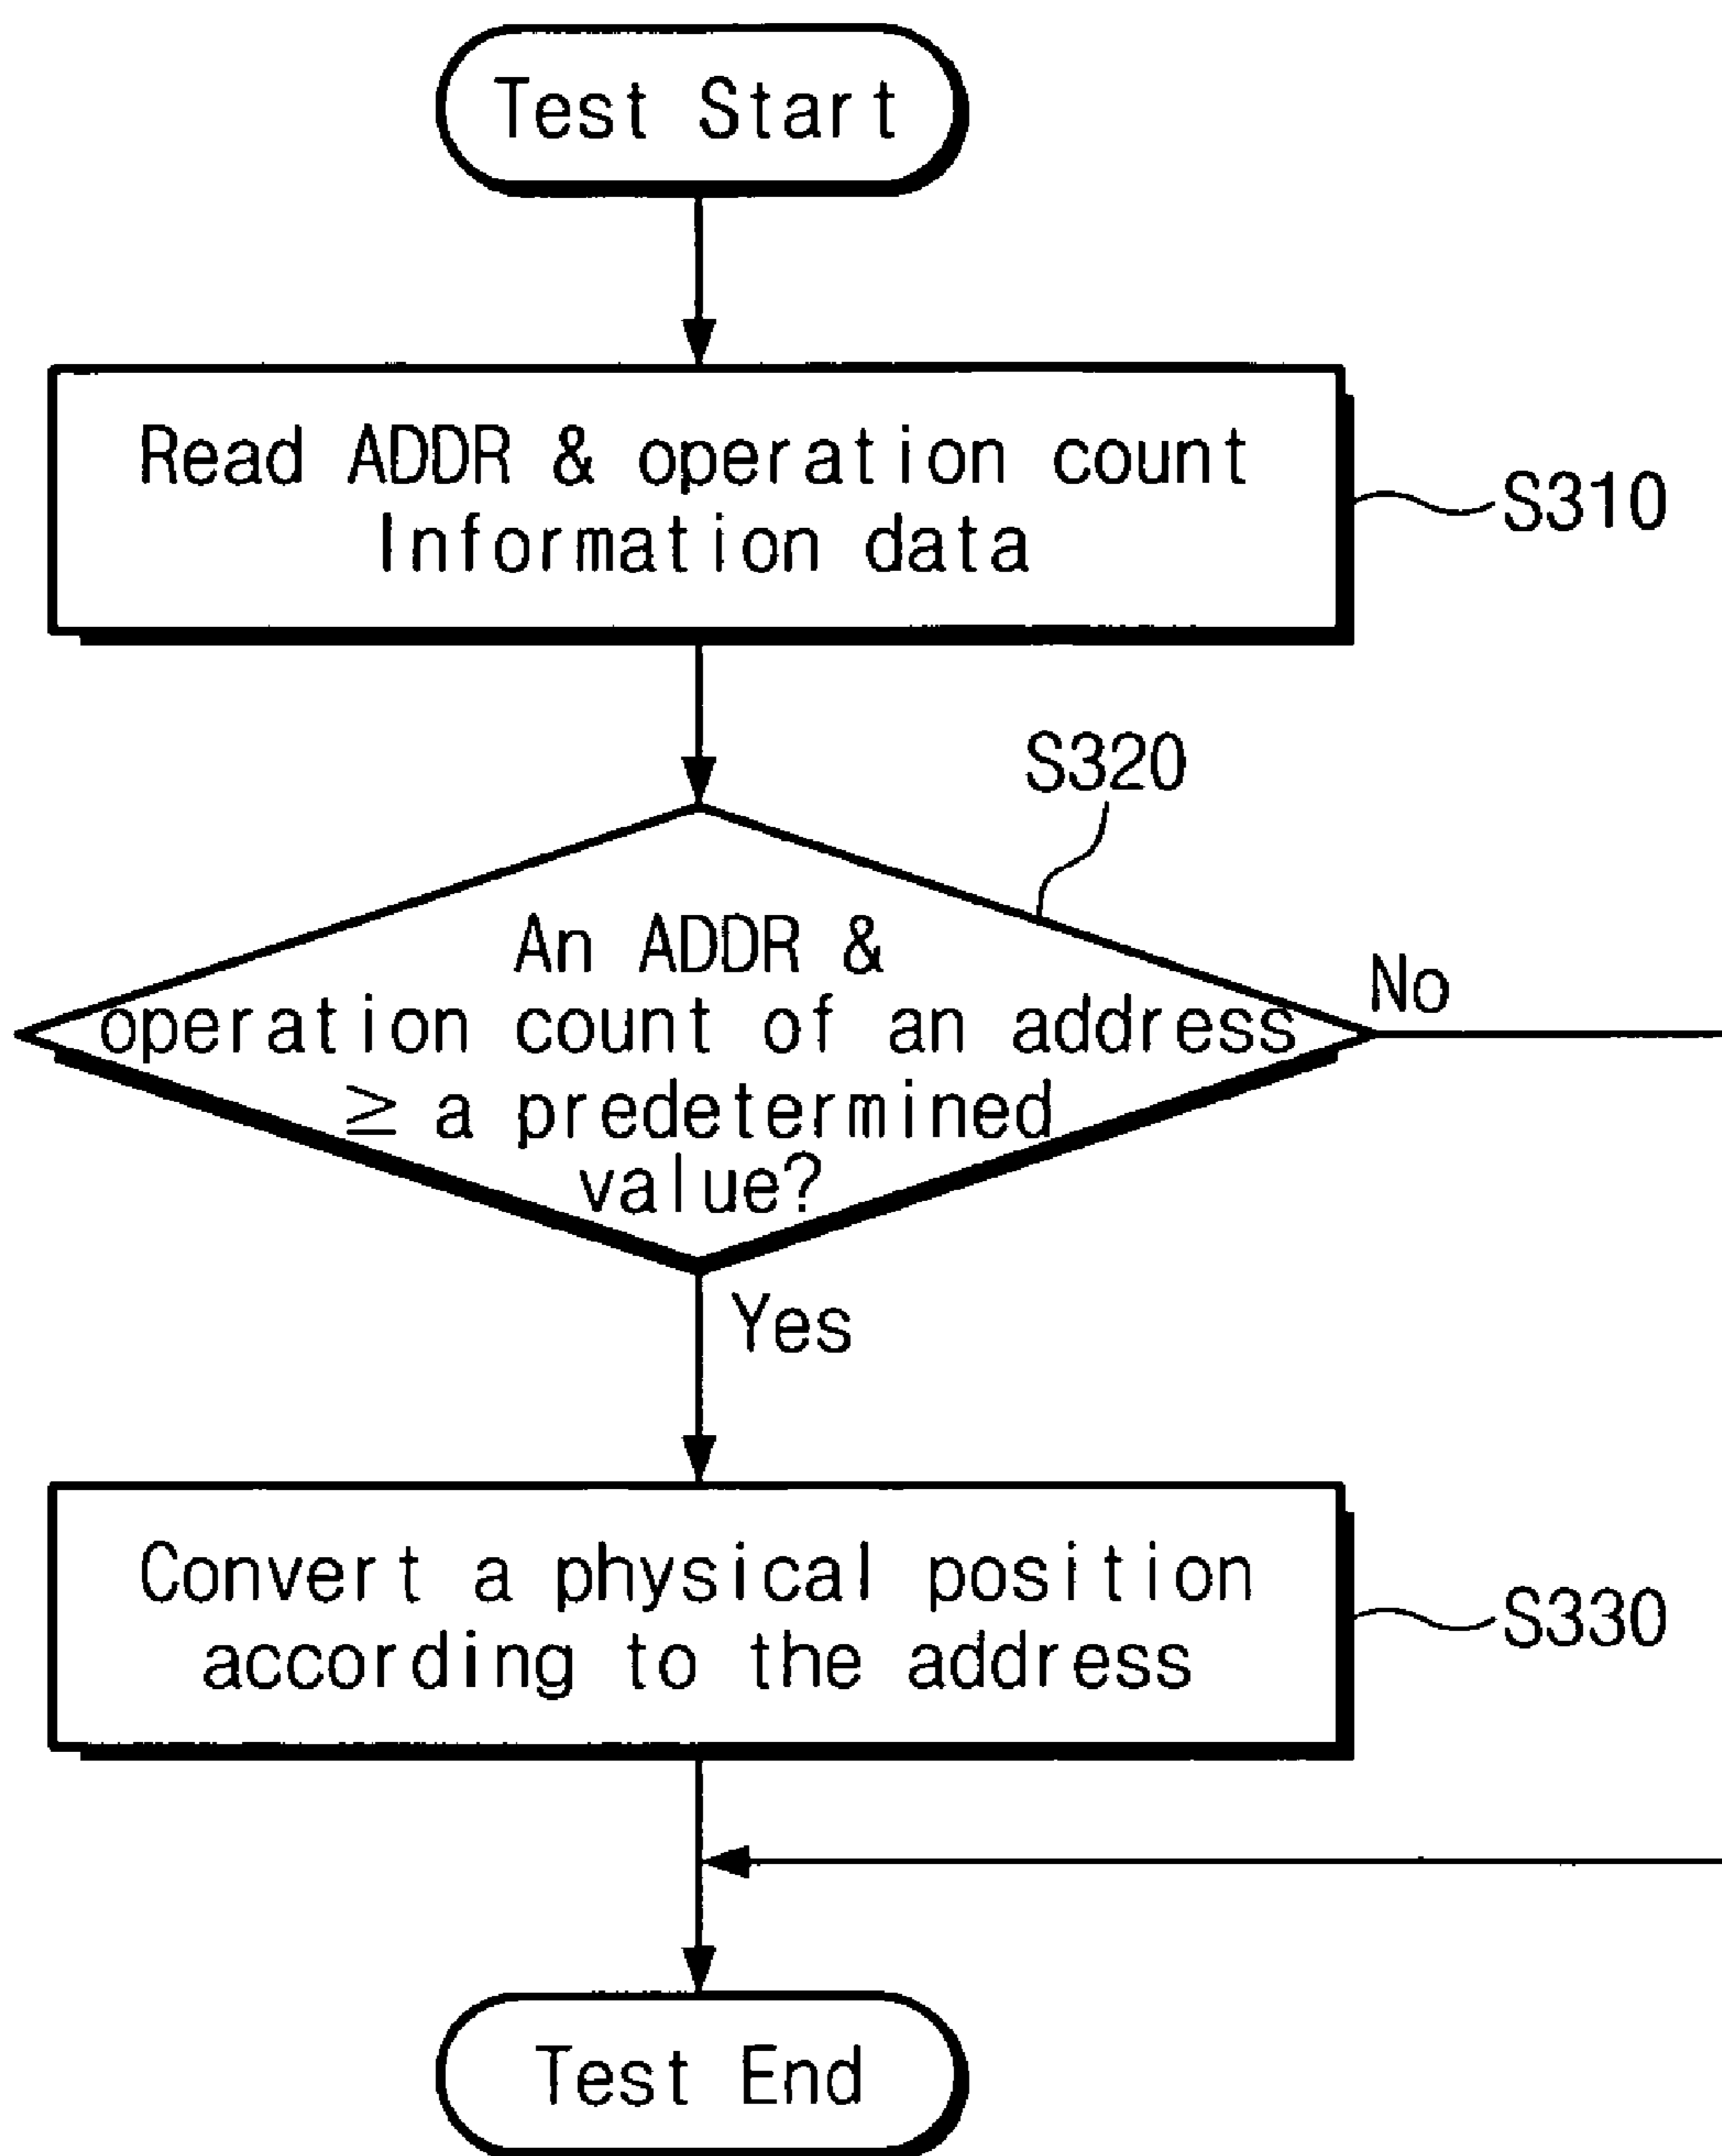 Test Start
Read ADDR & operation count
Information data
S310
S320
An ADDR &
operation count of an address
≥ a predetermined
value?
No
Yes
Convert a physical position
according to the address
S330
Test End